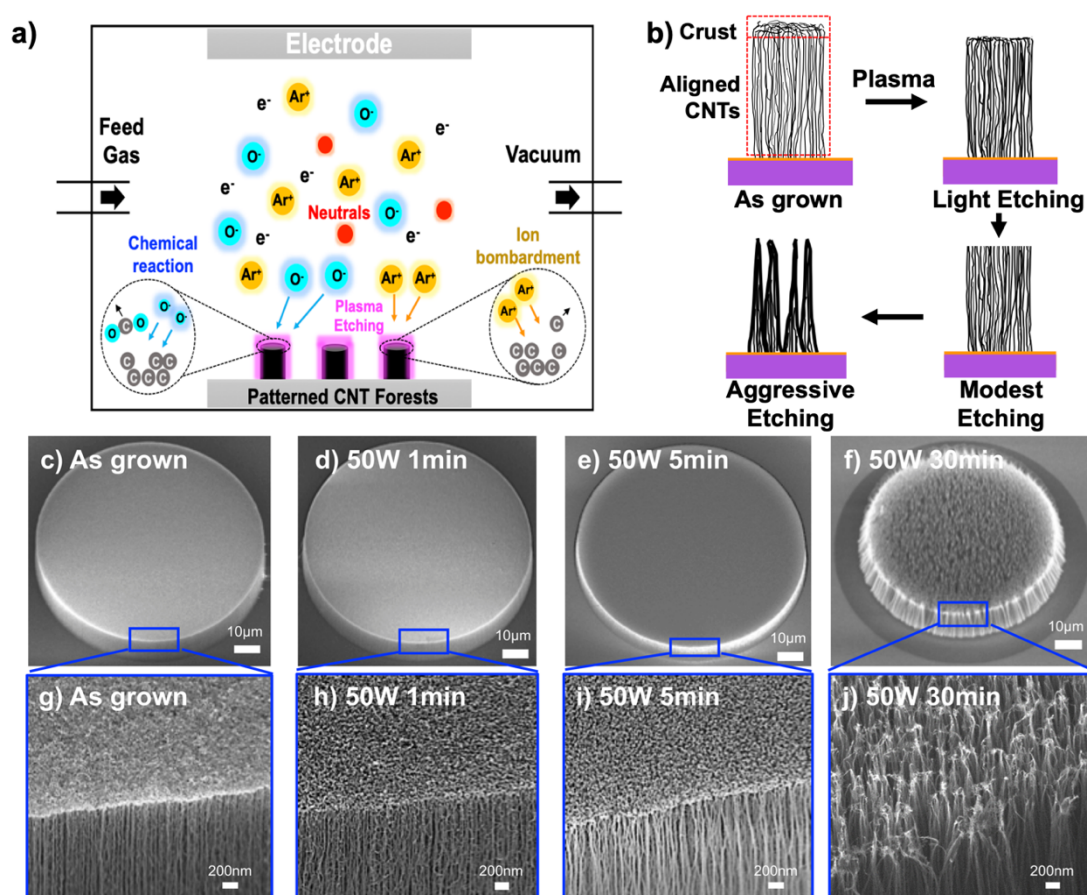 a)
Electrode
Feed
Gas
Vacuum
e-
Ar+
O-
e-
O-
e-
Ar+
e-
Ar+
Ar+
Neutrals
O-
O-
e-
e-
Chemical
reaction
Ion
bombardment
Ar+
O-
O-
Ar+
Ar+
Plasma
Etching
O-
O-
O
C
O
C
C
C
C
C
C
Ar+
Ar+
C
C
C
C
C
C
Patterned CNT Forests
b)
Crust
Aligned
CNTs
Plasma
As grown
Light Etching
Aggressive
Etching
Modest
Etching
c) As grown
10µm
d) 50W 1min
10µm
e) 50W 5min
10µm
f) 50W 30min
10µm
g) As grown
200nm
h) 50W 1min
200nm
i) 50W 5min
200nm
j) 50W 30min
200nm